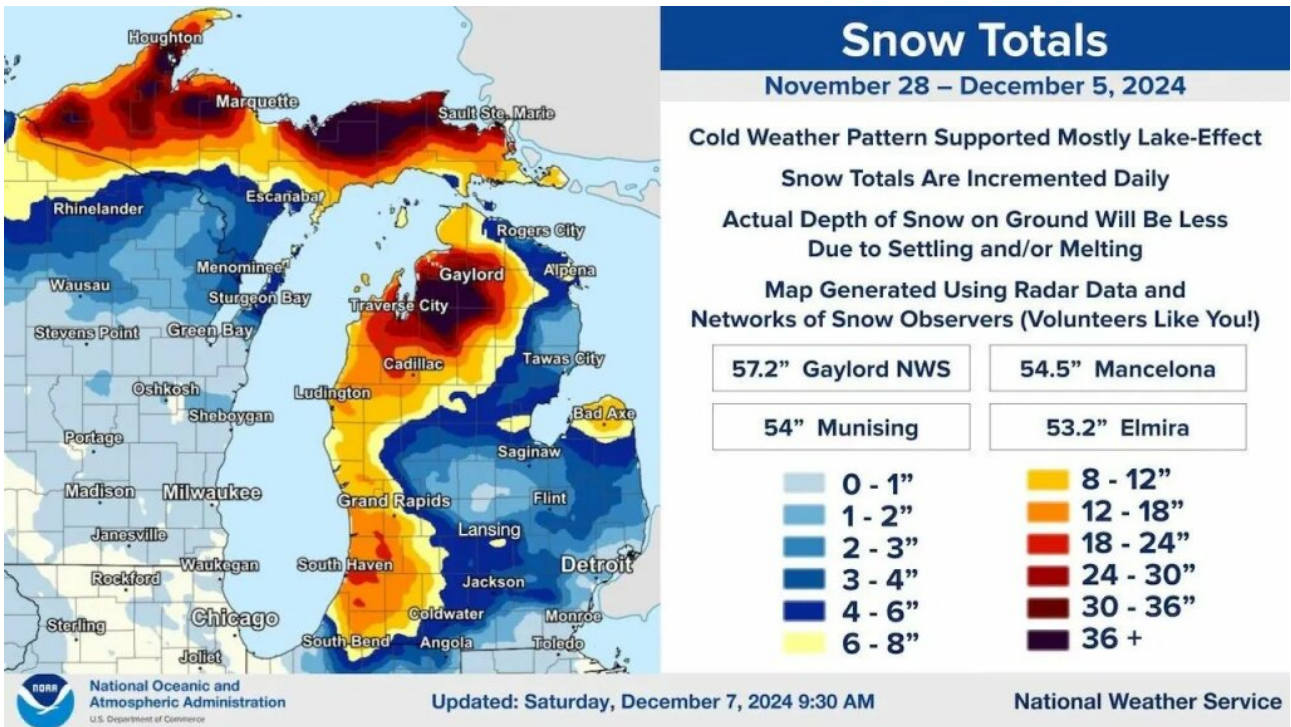 Houghton
Marquette
Sault Ste. Marie
Escanaba
Rhinelander
Rogers City
Menominee
Gaylord
Alpena
Wausau
Sturgeon Bay
Traverse City
Stevens Point
Green Bay
Tawas City
Cadillac
Oshkosh
Ludington
Sheboygan
Bad Axe
Portage
Saginaw
Madison
Milwaukee
Grand Rapids
Flint
Lansing
Janesville
Waukegan
South Haven
Detroit
Rockford
Jackson
Chicago
Coldwater
Monroe
Sterling
South Bend
Angola
Toledo
Joliet
Snow Totals
November 28 – December 5, 2024
Cold Weather Pattern Supported Mostly Lake-Effect
Snow Totals Are Incremented Daily
Actual Depth of Snow on Ground Will Be Less
Due to Settling and/or Melting
Map Generated Using Radar Data and
Networks of Snow Observers (Volunteers Like You!)
57.2” Gaylord NWS
54.5” Mancelona
54” Munising
53.2” Elmira
0 - 1”
1 - 2”
2 - 3”
3 - 4”
4 - 6”
6 - 8”
8 - 12”
12 - 18”
18 - 24”
24 - 30”
30 - 36”
36 +
NOAA
National Oceanic and
Atmospheric Administration
U.S. Department of Commerce
Updated: Saturday, December 7, 2024 9:30 AM
National Weather Service